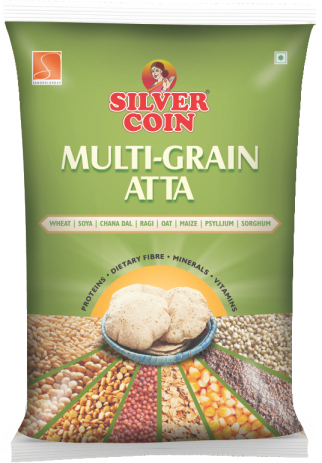 SILVER
COIN
MULTI-GRAIN
ATTA
WHEAT | SOYA | CHANA DAL | RAGI | OAT | MAIZE | PSYLLIUM | SORGHUM
PROTEINS • DIETARY FIBRE • MINERALS • VITAMINS